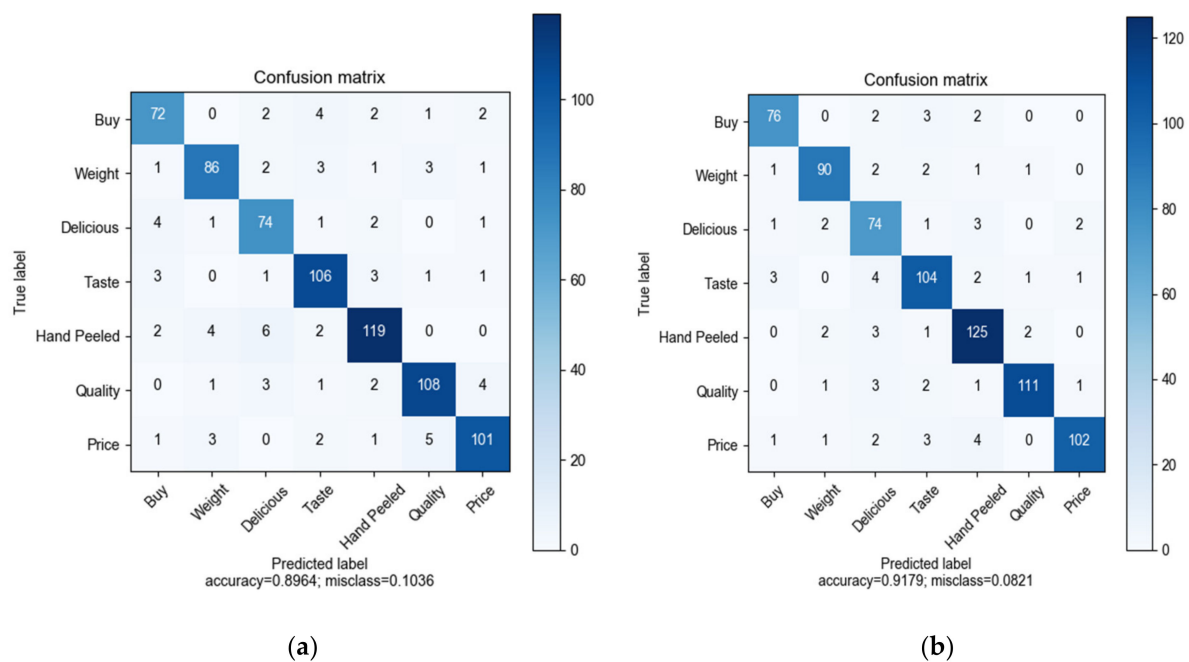 Confusion matrix
True label
Buy 72 0 2 4 2 1 2
Weight 1 86 2 3 1 3 1
Delicious 4 1 74 1 2 0 1
Taste 3 0 1 106 3 1 1
Hand Peeled 2 4 6 2 119 0 0
Quality 0 1 3 1 2 108 4
Price 1 3 0 2 1 5 101
Buy Weight Delicious Taste Hand Peeled Quality Price
Predicted label
accuracy=0.8964; misclass=0.1036
100
80
60
40
20
0
(a)
Confusion matrix
True label
Buy 76 0 2 3 2 0 0
Weight 1 90 2 2 1 1 0
Delicious 1 2 74 1 3 0 2
Taste 3 0 4 104 2 1 1
Hand Peeled 0 2 3 1 125 2 0
Quality 0 1 3 2 1 111 1
Price 1 1 2 3 4 0 102
Buy Weight Delicious Taste Hand Peeled Quality Price
Predicted label
accuracy=0.9179; misclass=0.0821
120
100
80
60
40
20
0
(b)